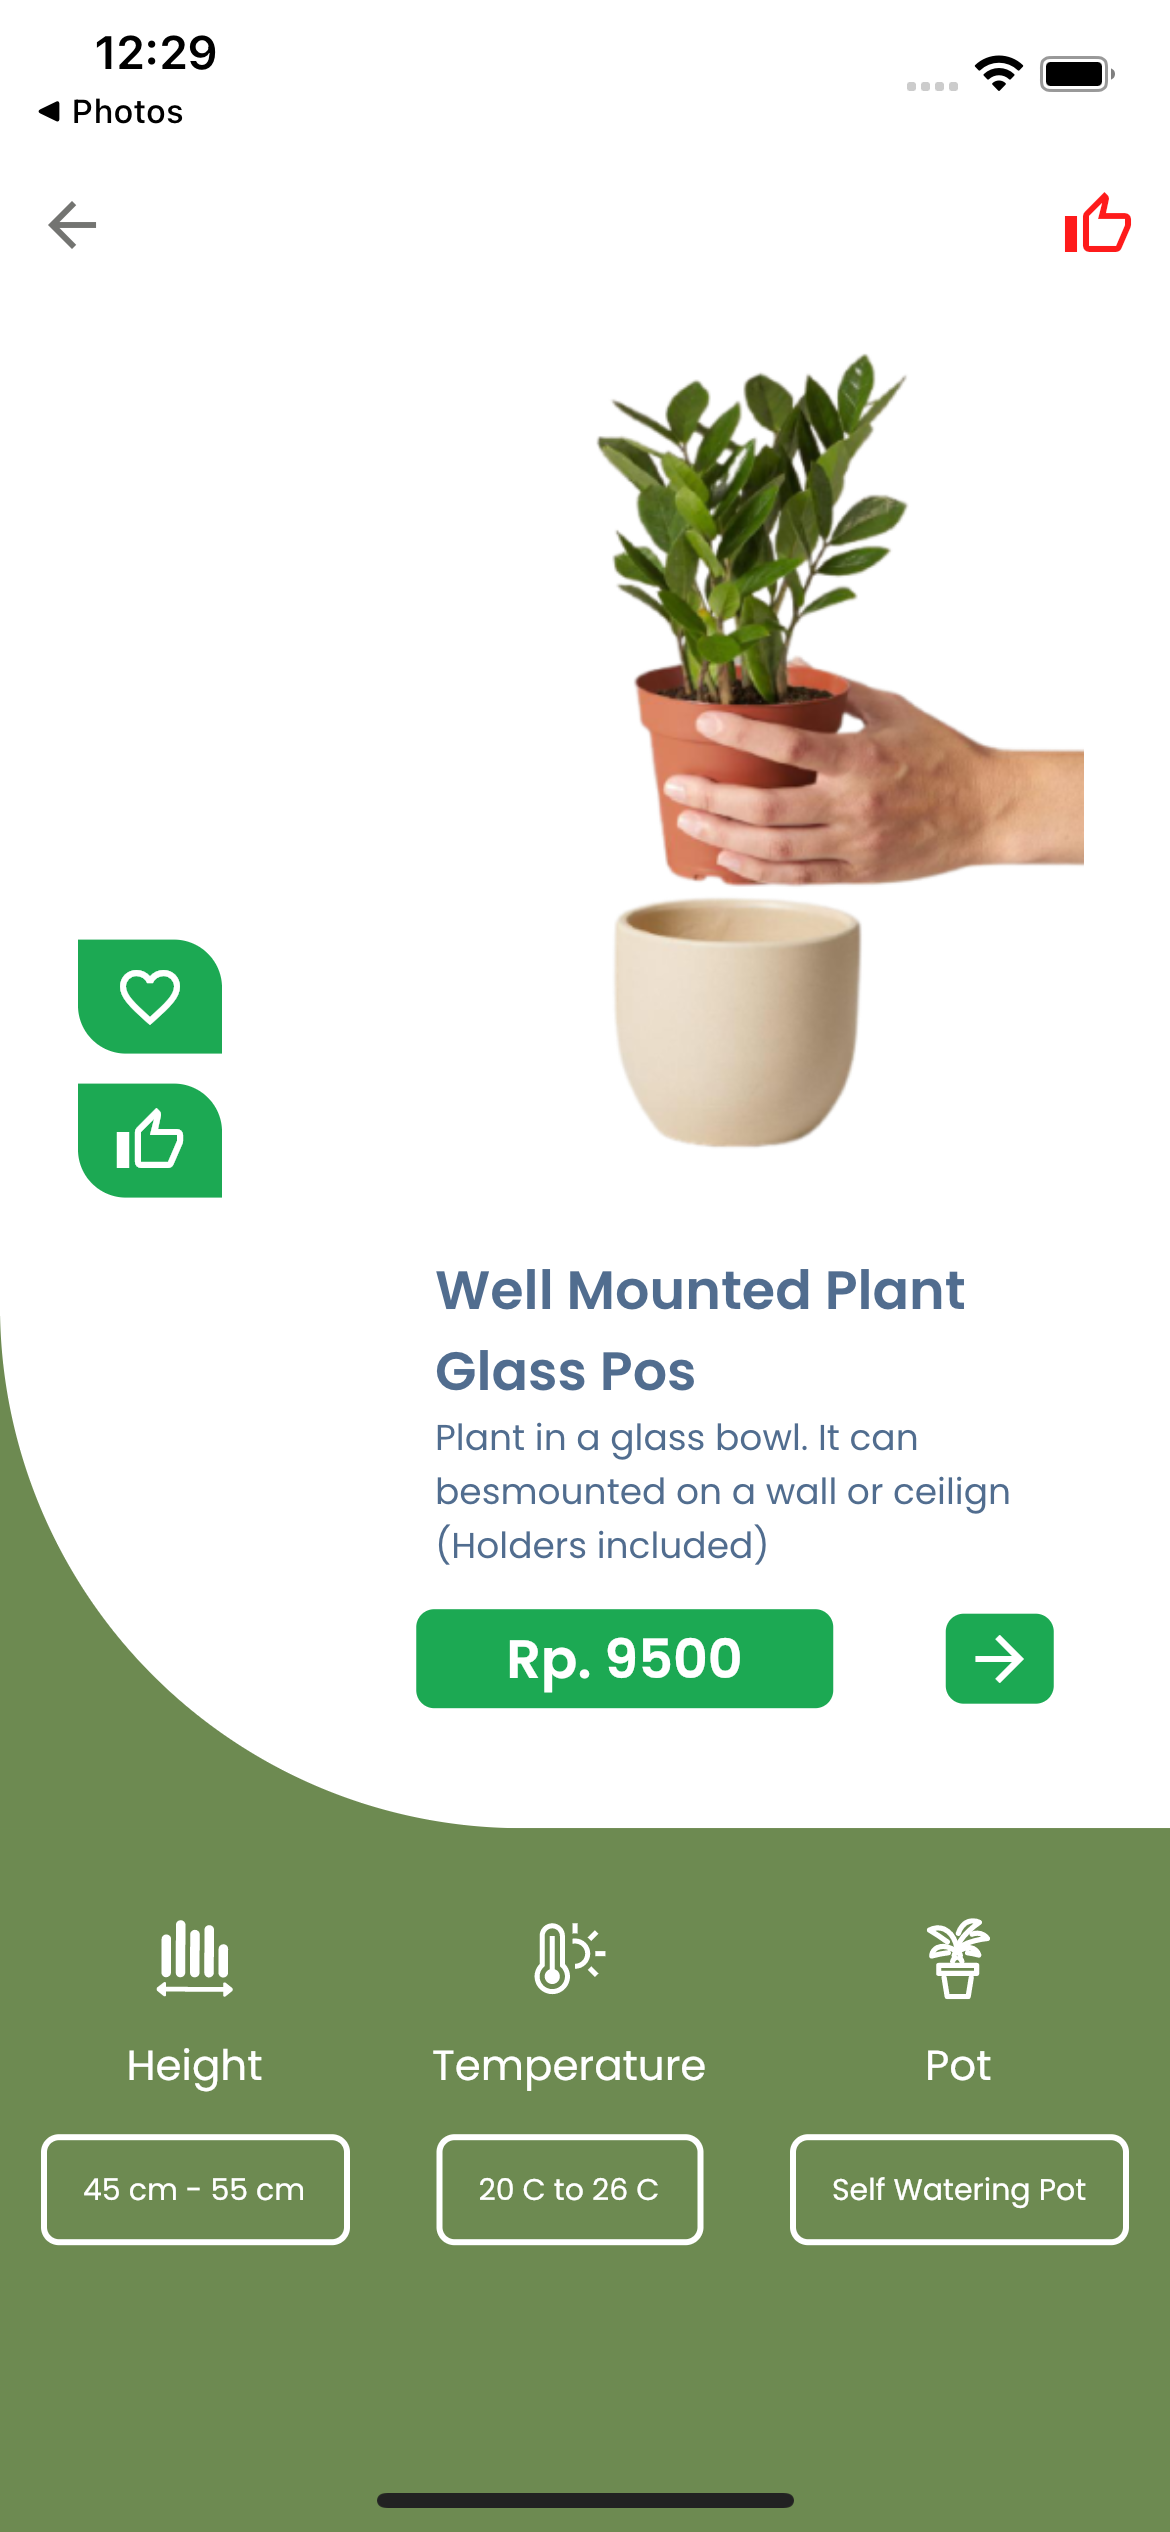 12:29
Photos
Well Mounted Plant
Glass Pos
Plant in a glass bowl. It can
besmounted on a wall or ceilign
(Holders included)
Rp. 9500
Height
Temperature
Pot
45 cm - 55 cm
20 C to 26 C
Self Watering Pot